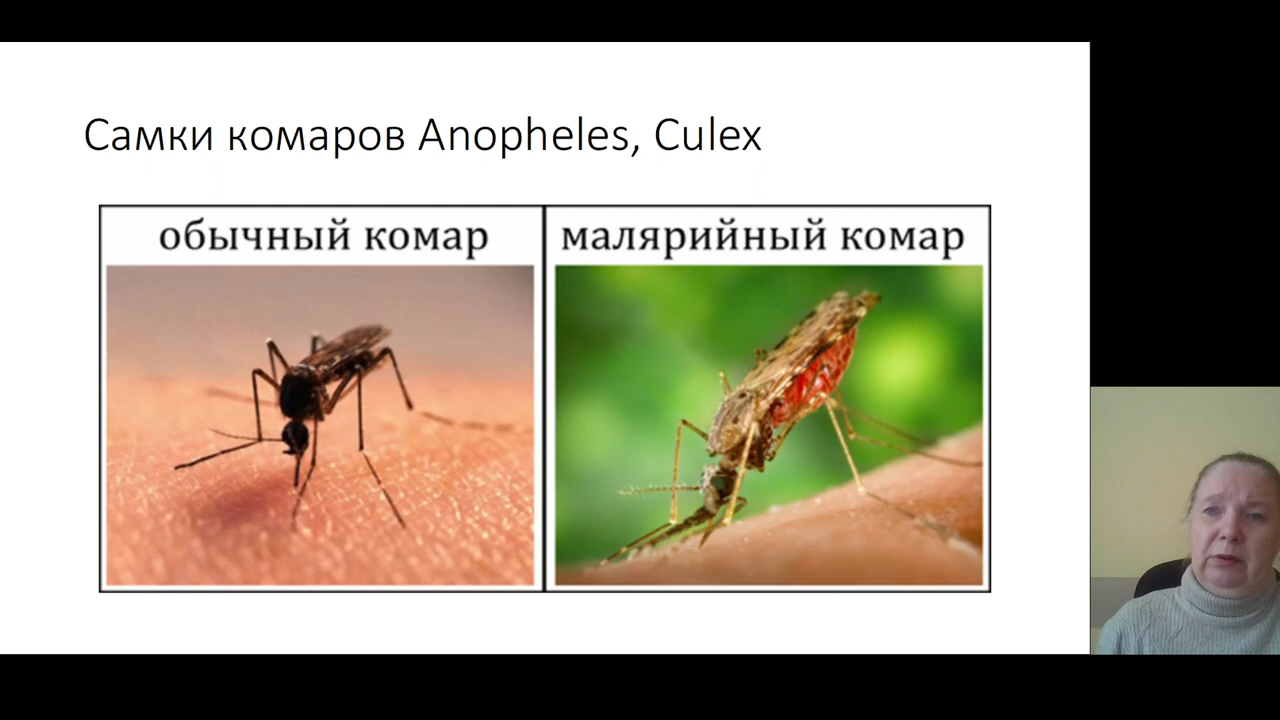 Самки комаров Anopheles, Culex
обычный комар
малярийный комар